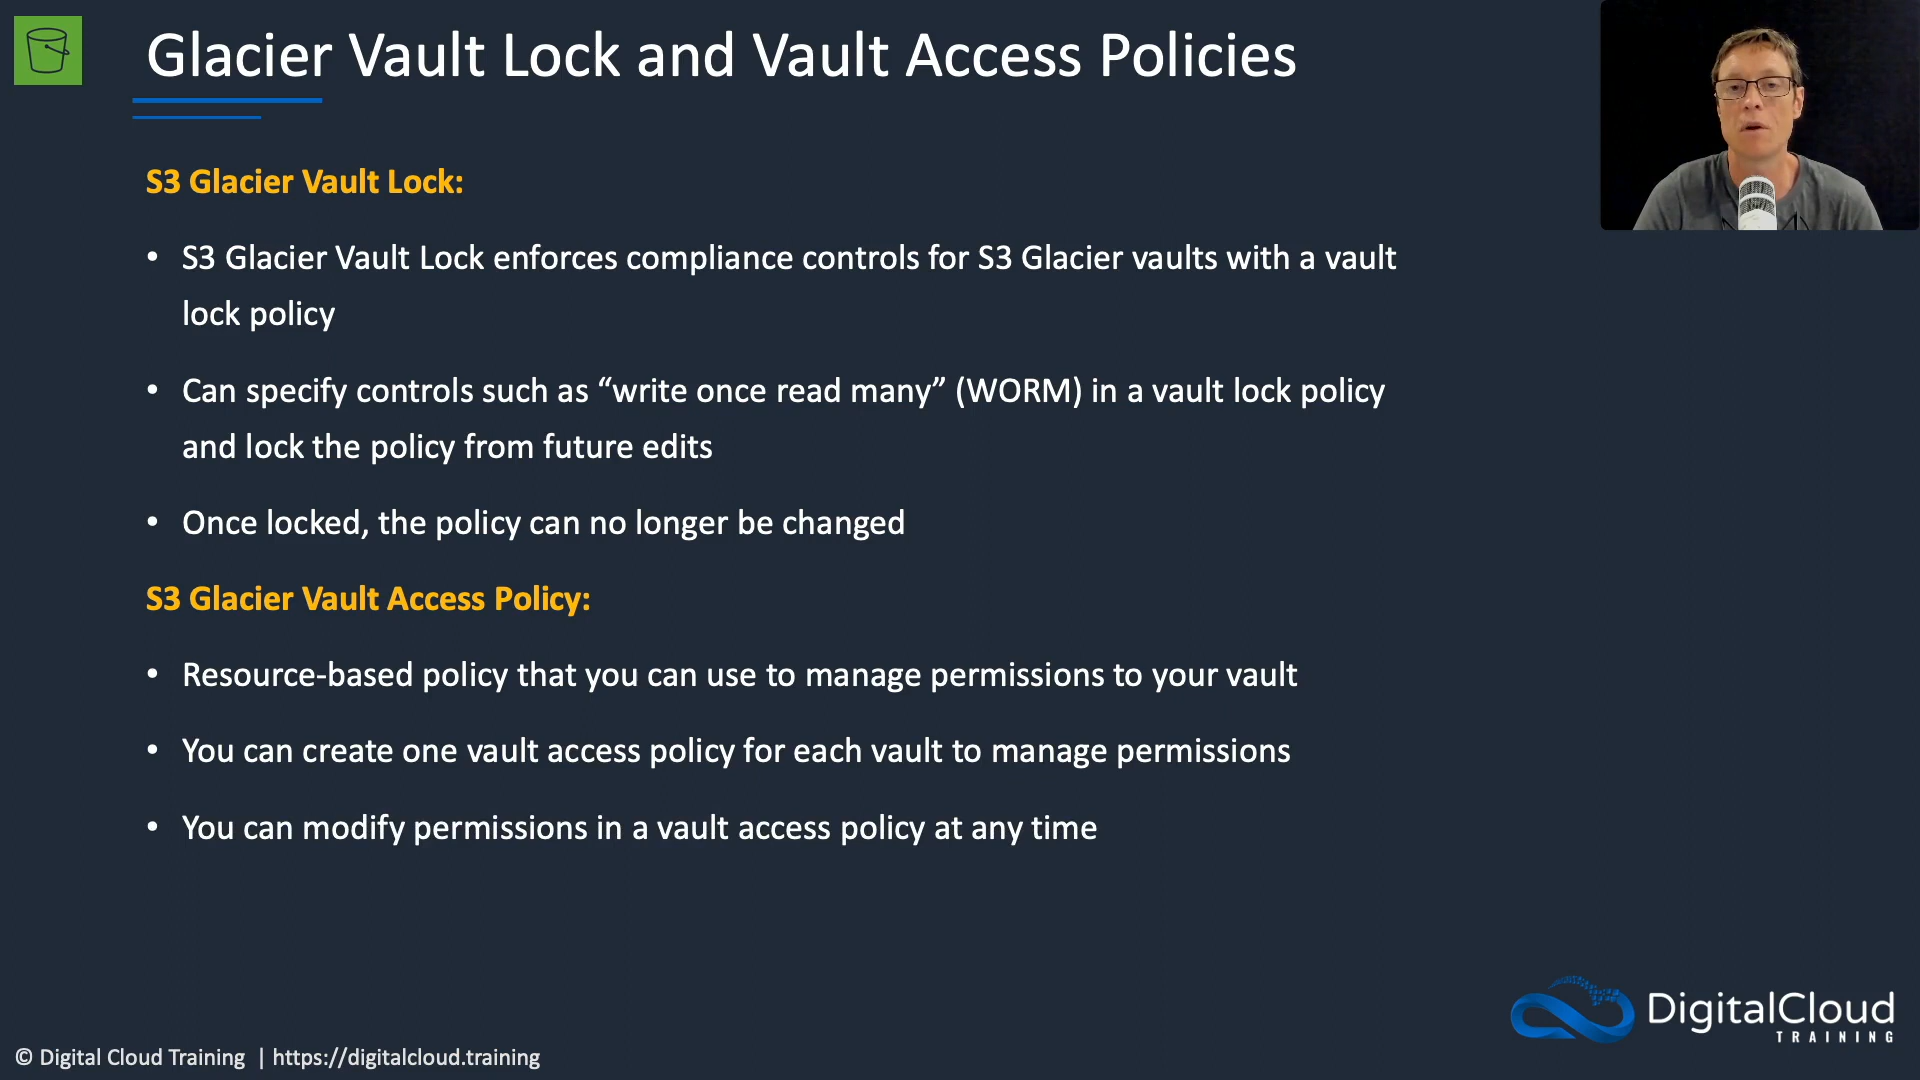 Glacier Vault Lock and Vault Access Policies
S3 Glacier Vault Lock:
• S3 Glacier Vault Lock enforces compliance controls for S3 Glacier vaults with a vault
lock policy
• Can specify controls such as “write once read many” (WORM) in a vault lock policy
and lock the policy from future edits
• Once locked, the policy can no longer be changed
S3 Glacier Vault Access Policy:
• Resource-based policy that you can use to manage permissions to your vault
• You can create one vault access policy for each vault to manage permissions
• You can modify permissions in a vault access policy at any time
DigitalCloud
TRAINING
© Digital Cloud Training | https://digitalcloud.training